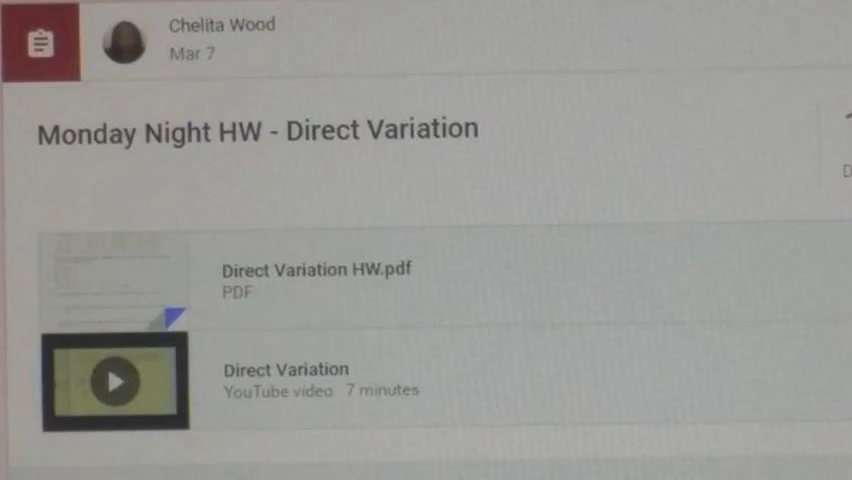 Chelita Wood
Mar 7
Monday Night HW - Direct Variation
Direct Variation HW.pdf
PDF
Direct Variation
YouTube video 7 minutes